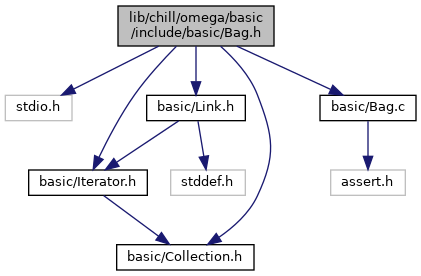 lib/chill/omega/basic
/include/basic/Bag.h
stdio.h
basic/Link.h
basic/Bag.c
basic/Iterator.h
stddef.h
assert.h
basic/Collection.h